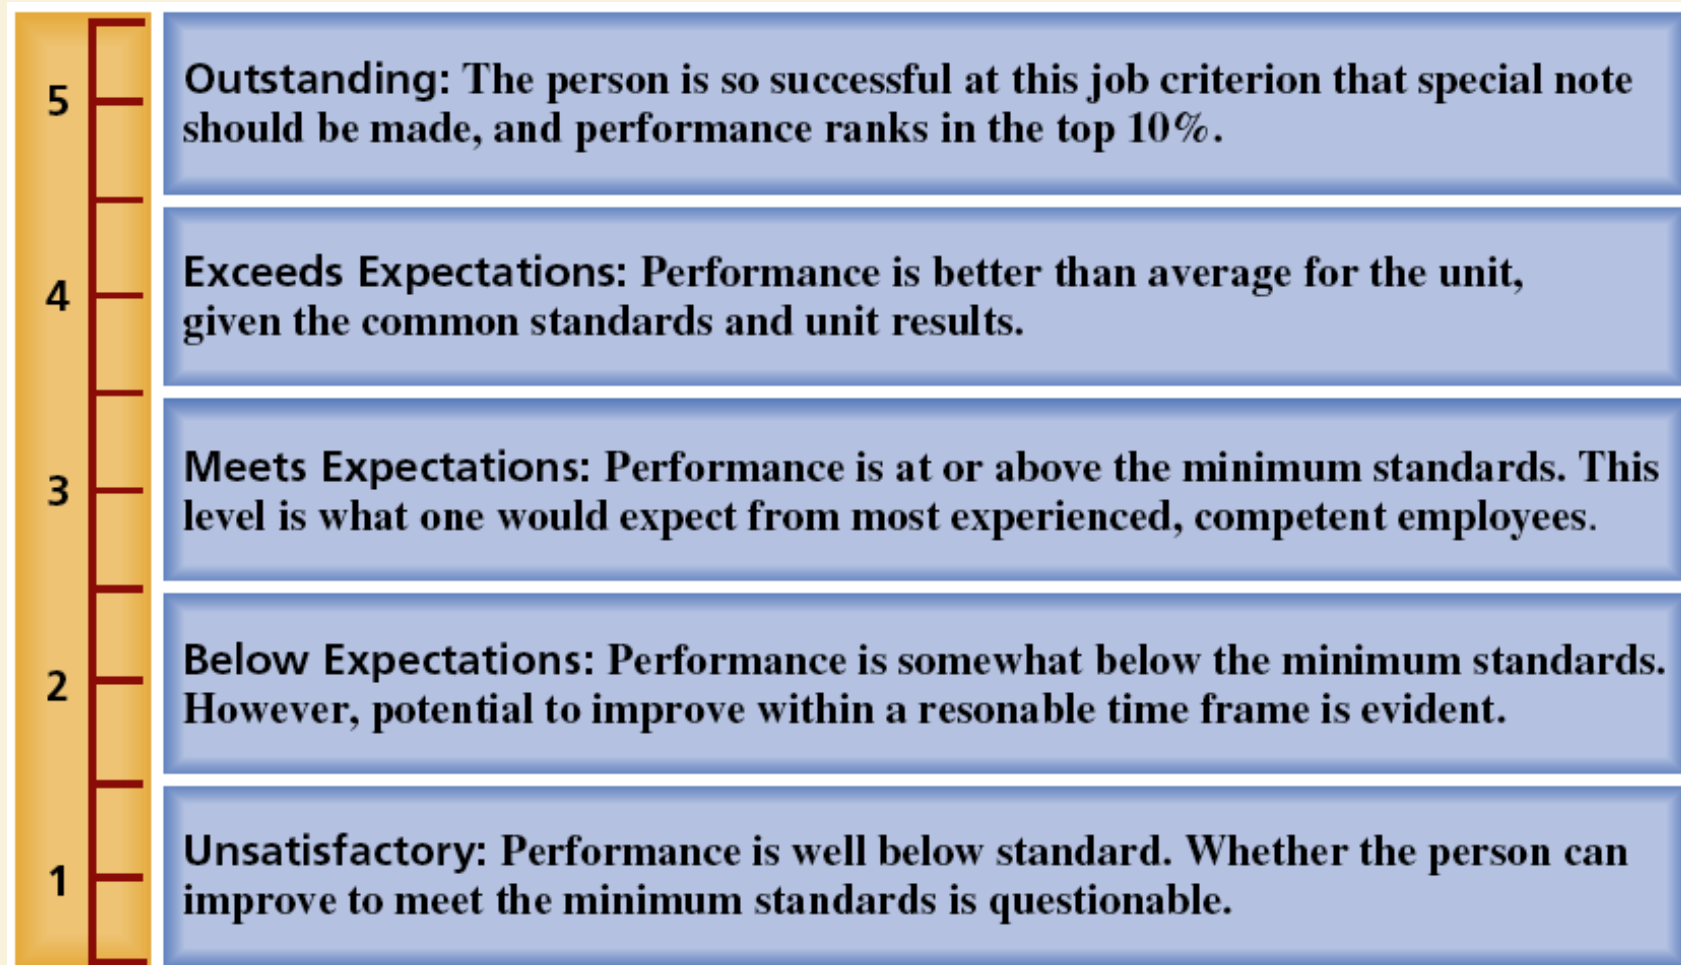 5
Outstanding: The person is so successful at this job criterion that special note
should be made, and performance ranks in the top 10%.
4
Exceeds Expectations: Performance is better than average for the unit,
given the common standards and unit results.
3
Meets Expectations: Performance is at or above the minimum standards. This
level is what one would expect from most experienced, competent employees.
2
Below Expectations: Performance is somewhat below the minimum standards.
However, potential to improve within a resonable time frame is evident.
1
Unsatisfactory: Performance is well below standard. Whether the person can
improve to meet the minimum standards is questionable.